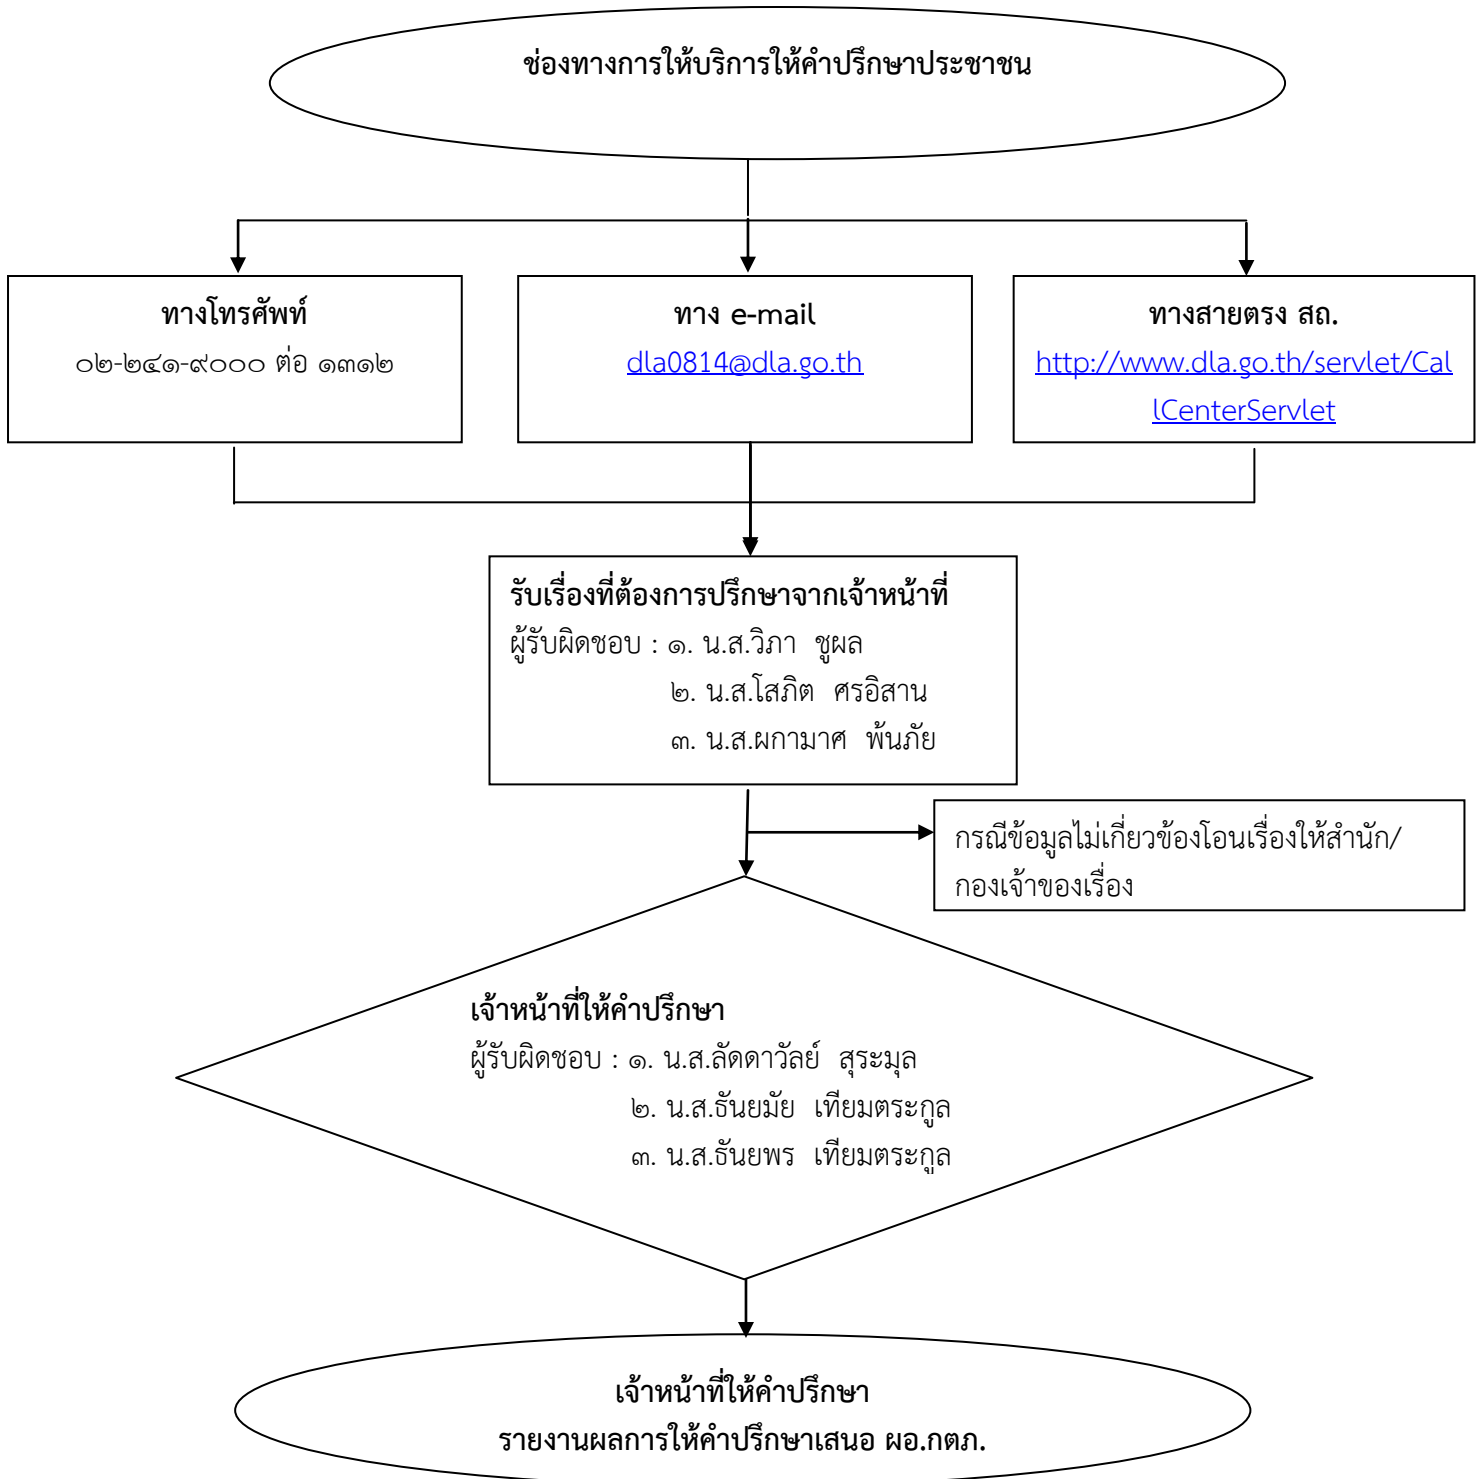 ช่องทางการให้บริการให้คำปรึกษาประชาชน
ทางโทรศัพท์
๐๒-๒๔๑-๙๐๐๐ ต่อ ๑๓๑๒
ทาง e-mail
dla0814@dla.go.th
ทางสายตรง สถ.
http://www.dla.go.th/servlet/Cal
lCenterServlet
รับเรื่องที่ต้องการปรึกษาจากเจ้าหน้าที่
ผู้รับผิดชอบ : ๑. น.ส.วิภา ชูผล
๒. น.ส.โสภิต ศรอิสาน
๓. น.ส.ผกามาศ พ้นภัย
กรณีข้อมูลไม่เกี่ยวข้องโอนเรื่องให้สำนัก/
กองเจ้าของเรื่อง
เจ้าหน้าที่ให้คำปรึกษา
ผู้รับผิดชอบ : ๑. น.ส.ลัดดาวัลย์ สุระมุล
๒. น.ส.ธันยมัย เทียมตระกูล
๓. น.ส.ธันยพร เทียมตระกูล
เจ้าหน้าที่ให้คำปรึกษา
รายงานผลการให้คำปรึกษาเสนอ ผอ.กตภ.